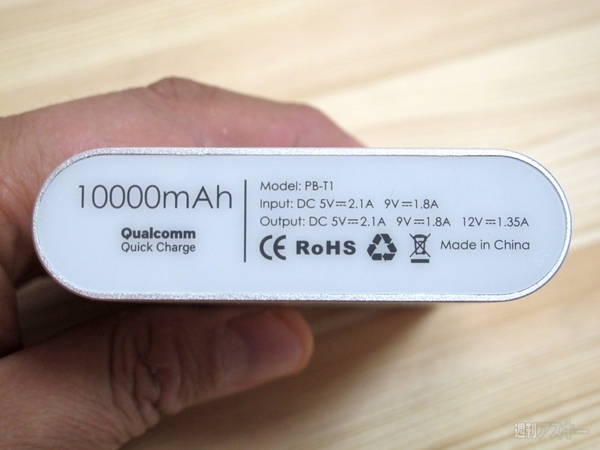 10000mAh
Qualcomm
Quick Charge
Model: PB-T1
Input: DC 5V⎓2.1A 9V⎓1.8A
Output: DC 5V⎓2.1A 9V⎓1.8A 12V⎓1.35A
CE RoHS Made in China
週刊アスキー